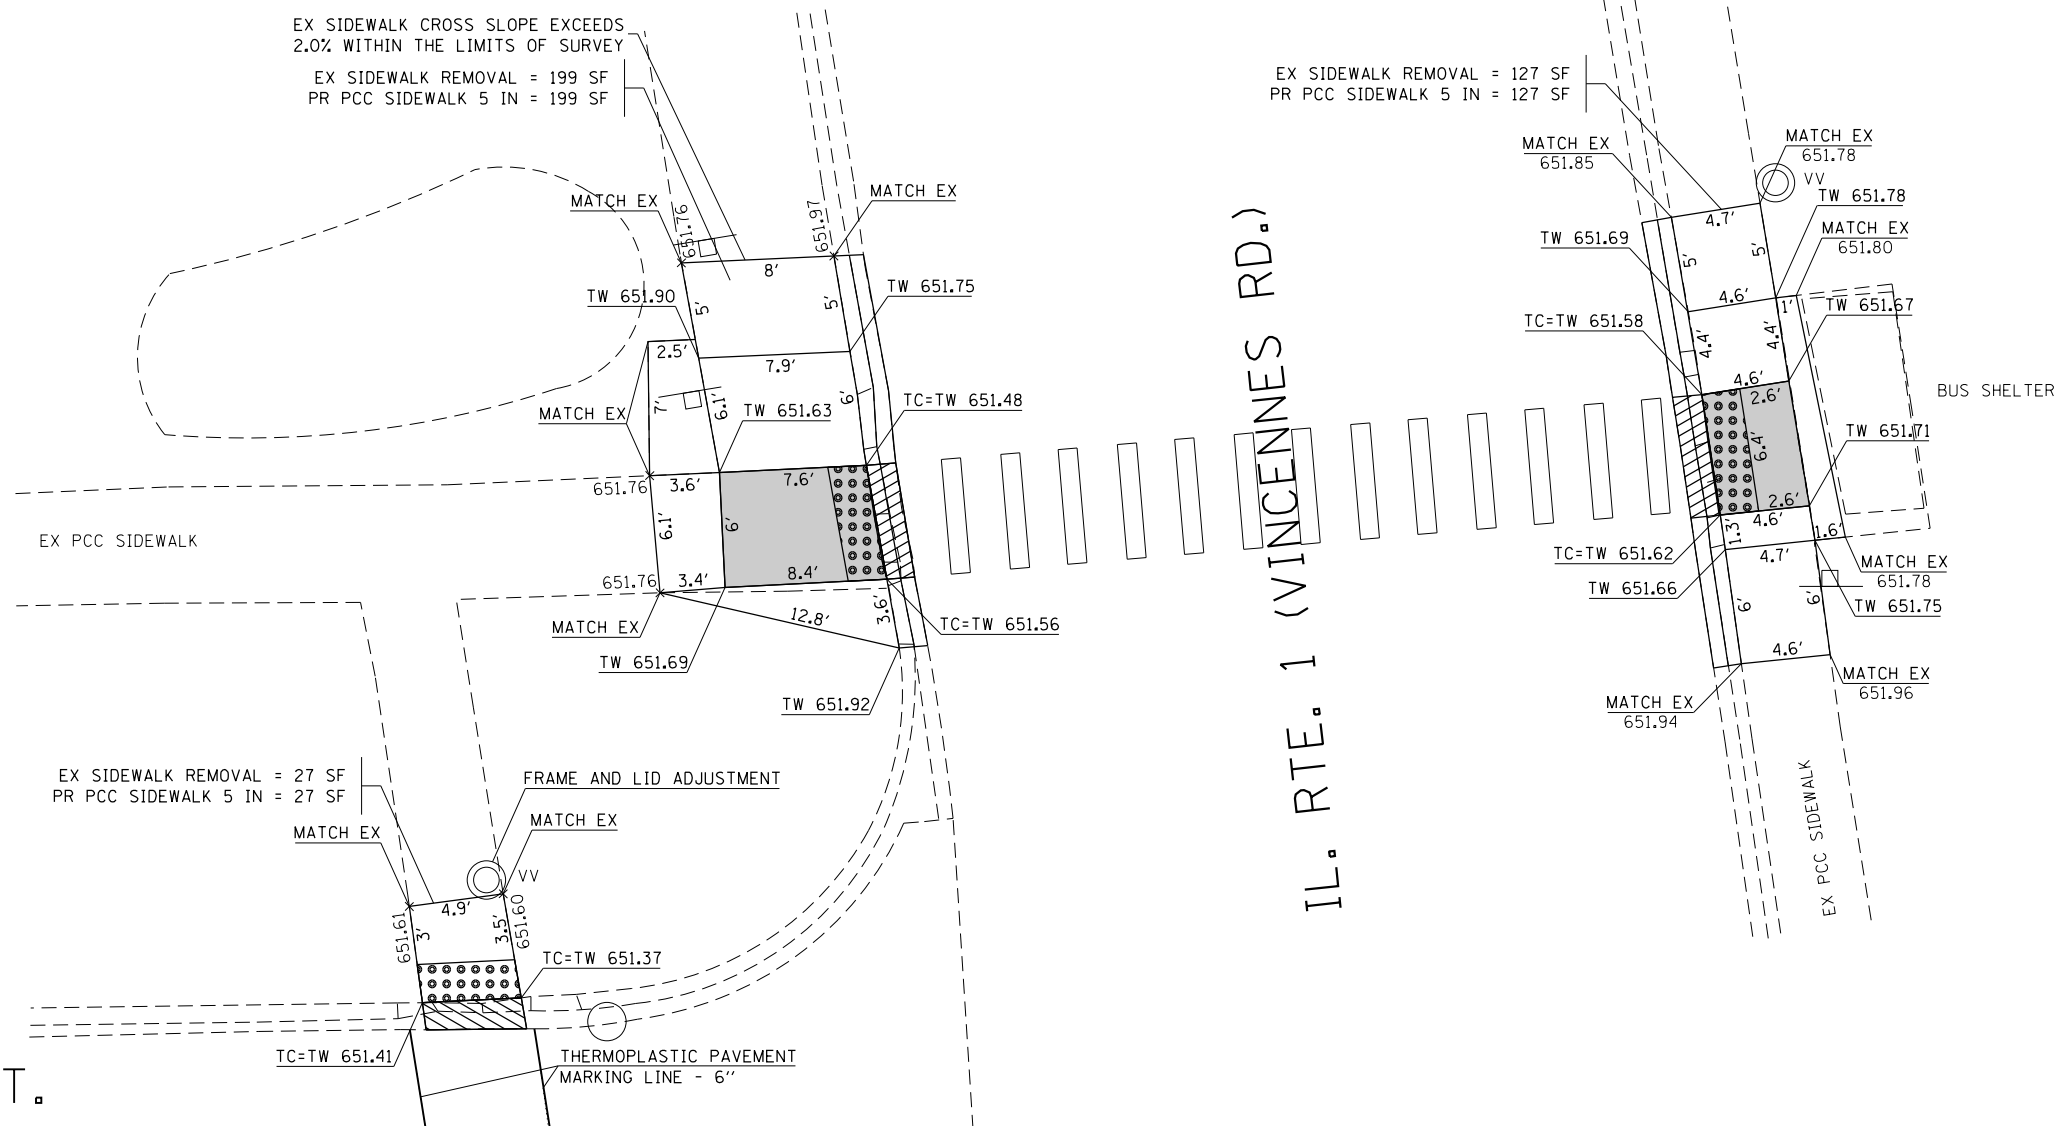 EX SIDEWALK CROSS SLOPE EXCEEDS
2.0% WITHIN THE LIMITS OF SURVEY
EX SIDEWALK REMOVAL = 199 SF
PR PCC SIDEWALK 5 IN = 199 SF
MATCH EX
651.76
651.97
MATCH EX
8'
TW 651.90
5'
5'
TW 651.75
2.5'
7.9'
MATCH EX
7'
6.1'
TW 651.63
6'
TC=TW 651.48
651.76
3.6'
7.6'
EX PCC SIDEWALK
6.1'
6'
651.76
3.4'
8.4'
MATCH EX
12.8'
3.6'
TC=TW 651.56
TW 651.69
TW 651.92
EX SIDEWALK REMOVAL = 27 SF
PR PCC SIDEWALK 5 IN = 27 SF
FRAME AND LID ADJUSTMENT
MATCH EX
MATCH EX
VV
4.9'
651.61
3'
3.5'
651.60
TC=TW 651.37
TC=TW 651.41
THERMOPLASTIC PAVEMENT
MARKING LINE - 6"
T.
IL. RTE. 1 (VINCENNES RD.)
EX SIDEWALK REMOVAL = 127 SF
PR PCC SIDEWALK 5 IN = 127 SF
MATCH EX
651.85
MATCH EX
651.78
VV
4.7'
TW 651.78
TW 651.69
5'
5'
MATCH EX
651.80
4.6'
1'
TW 651.67
TC=TW 651.58
4.4'
4.4'
4.6'
2.6'
BUS SHELTER
6.4'
TW 651.71
2.6'
4.6'
1.3'
1.6'
TC=TW 651.62
4.7'
MATCH EX
651.78
TW 651.66
6'
6'
TW 651.75
4.6'
MATCH EX
651.96
MATCH EX
651.94
EX PCC SIDEWALK